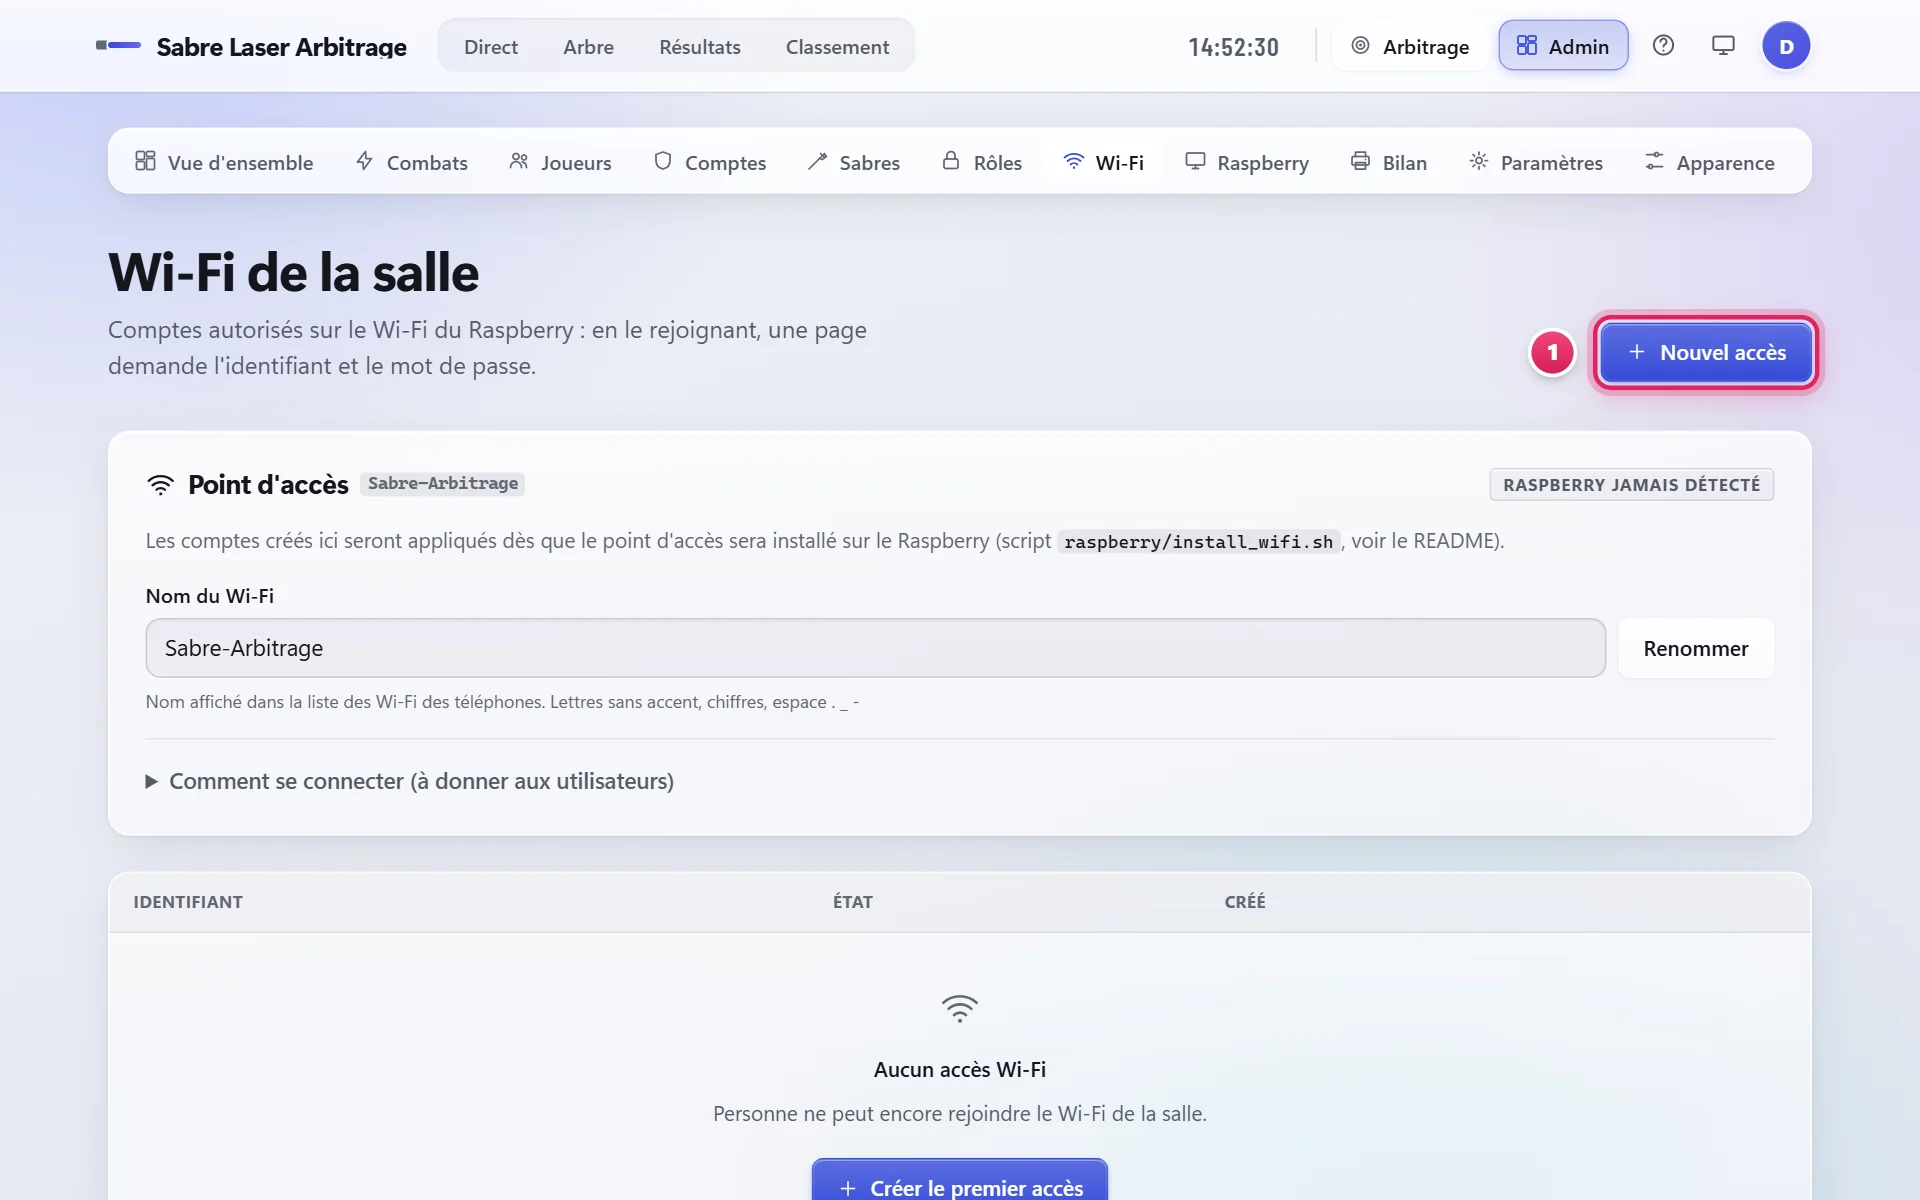 Sabre Laser Arbitrage
Direct
Arbre
Résultats
Classement
14:52:30
Arbitrage
Admin
D
Vue d'ensemble
Combats
Joueurs
Comptes
Sabres
Rôles
Wi-Fi
Raspberry
Bilan
Paramètres
Apparence
Wi-Fi de la salle
Comptes autorisés sur le Wi-Fi du Raspberry : en le rejoignant, une page
demande l'identifiant et le mot de passe.
1
Nouvel accès
Point d'accès Sabre-Arbitrage
RASPBERRY JAMAIS DÉTECTÉ
Les comptes créés ici seront appliqués dès que le point d'accès sera installé sur le Raspberry (script raspberry/install_wifi.sh, voir le README).
Nom du Wi-Fi
Sabre-Arbitrage
Renommer
Nom affiché dans la liste des Wi-Fi des téléphones. Lettres sans accent, chiffres, espace . _ -
Comment se connecter (à donner aux utilisateurs)
IDENTIFIANT
ÉTAT
CRÉÉ
Aucun accès Wi-Fi
Personne ne peut encore rejoindre le Wi-Fi de la salle.
Créer le premier accès